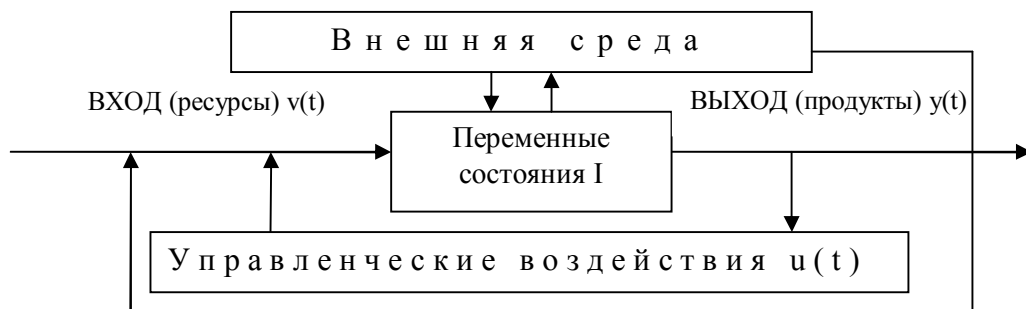 Внешняя среда
ВХОД (ресурсы) v(t)
ВЫХОД (продукты) y(t)
Переменные
состояния I
Управленческие воздействия u(t)